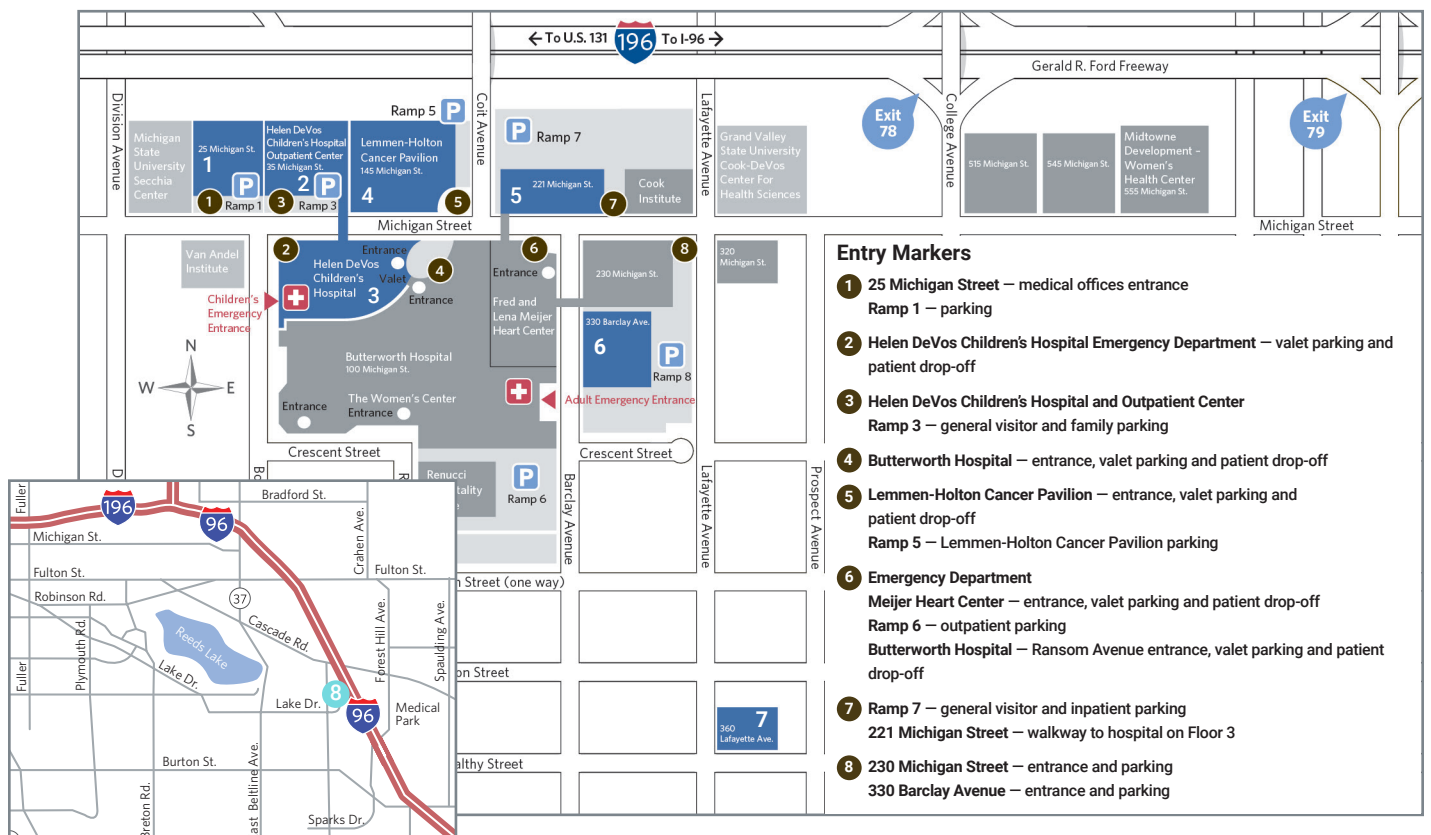 ← To U.S. 131
196
To I-96 →
Gerald R. Ford Freeway
Division Avenue
Coit Avenue
Lafayette Avenue
College Avenue
Exit
78
Exit
79
Michigan
State
University
Secchia
Center
25 Michigan St.
1
1
P
Ramp 1
Helen DeVos
Children's Hospital
Outpatient Center
35 Michigan St.
2
3
P
Ramp 3
Ramp 5
P
Lemmen-Holton
Cancer Pavilion
145 Michigan St.
4
5
P
Ramp 7
5
221 Michigan St.
7
Cook
Institute
Grand Valley
State University
Cook-DeVos
Center For
Health Sciences
515 Michigan St.
545 Michigan St.
Midtowne
Development –
Women's
Health Center
555 Michigan St.
Michigan Street
Michigan Street
Van Andel
Institute
2
Helen DeVos
Children's
Hospital
3
Entrance
Valet
4
Entrance
Children's
Emergency
Entrance
6
Entrance
Fred and
Lena Meijer
Heart Center
230 Michigan St.
8
320
Michigan St.
330 Barclay Ave.
6
P
Ramp 8
Butterworth Hospital
100 Michigan St.
The Women's Center
Entrance
Entrance
Adult Emergency Entrance
N
W
E
S
Crescent Street
Crescent Street
D
Bo
R
Renucci
tality
P
Ramp 6
Barclay Avenue
Lafayette Avenue
Prospect Avenue
n Street (one way)
on Street
360
Lafayette Ave.
7
althy Street
Entry Markers
1 25 Michigan Street — medical offices entrance
Ramp 1 — parking
2 Helen DeVos Children's Hospital Emergency Department — valet parking and
patient drop-off
3 Helen DeVos Children's Hospital and Outpatient Center
Ramp 3 — general visitor and family parking
4 Butterworth Hospital — entrance, valet parking and patient drop-off
5 Lemmen-Holton Cancer Pavilion — entrance, valet parking and
patient drop-off
Ramp 5 — Lemmen-Holton Cancer Pavilion parking
6 Emergency Department
Meijer Heart Center — entrance, valet parking and patient drop-off
Ramp 6 — outpatient parking
Butterworth Hospital — Ransom Avenue entrance, valet parking and patient
drop-off
7 Ramp 7 — general visitor and inpatient parking
221 Michigan Street — walkway to hospital on Floor 3
8 230 Michigan Street — entrance and parking
330 Barclay Avenue — entrance and parking
Fuller
196
96
Bradford St.
Michigan St.
Crahen Ave.
Fulton St.
Fulton St.
Robinson Rd.
37
Cascade Rd.
Reeds Lake
Plymouth Rd.
Fuller
Lake Dr.
Forest Hill Ave.
Spaulding Ave.
Lake Dr.
8
96
Medical
Park
Burton St.
Breton Rd.
ast Beltline Ave.
Sparks Dr.